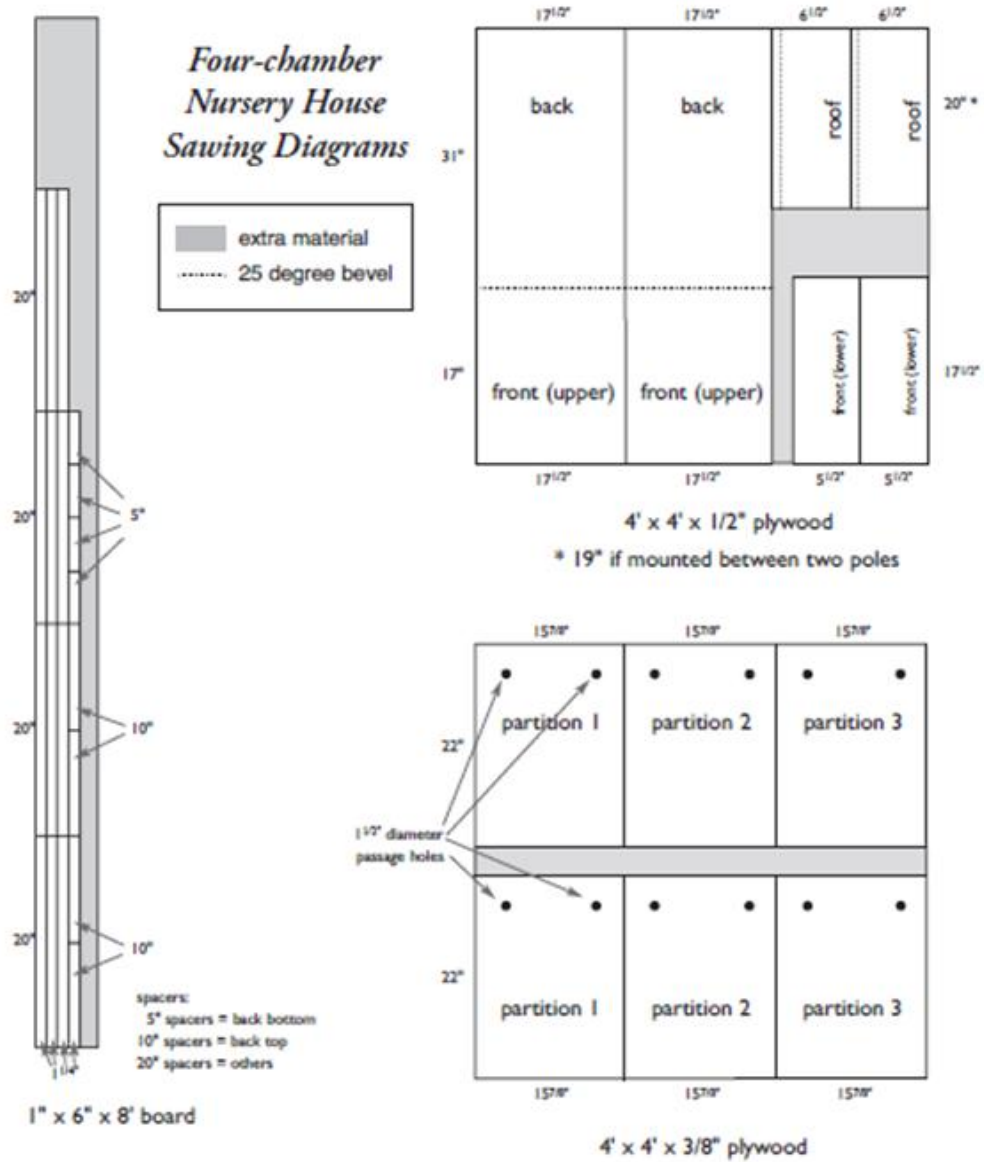 Four-chamber
Nursery House
Sawing Diagrams
extra material
25 degree bevel
20"
20"
5"
20"
10"
20"
10"
spacers:
5" spacers = back bottom
10" spacers = back top
20" spacers = others
1 1/4"
1" x 6" x 8' board
17 1/2"
17 1/2"
6 1/2"
6 1/2"
back
back
roof
roof
20" *
31"
17"
front (upper)
front (upper)
front (lower)
front (lower)
17 1/2"
17 1/2"
17 1/2"
5 1/2"
5 1/2"
4' x 4' x 1/2" plywood
* 19" if mounted between two poles
15 7/8"
15 7/8"
15 7/8"
partition 1
partition 2
partition 3
22"
1 1/2" diameter
passage holes
22"
partition 1
partition 2
partition 3
15 7/8"
15 7/8"
15 7/8"
4' x 4' x 3/8" plywood